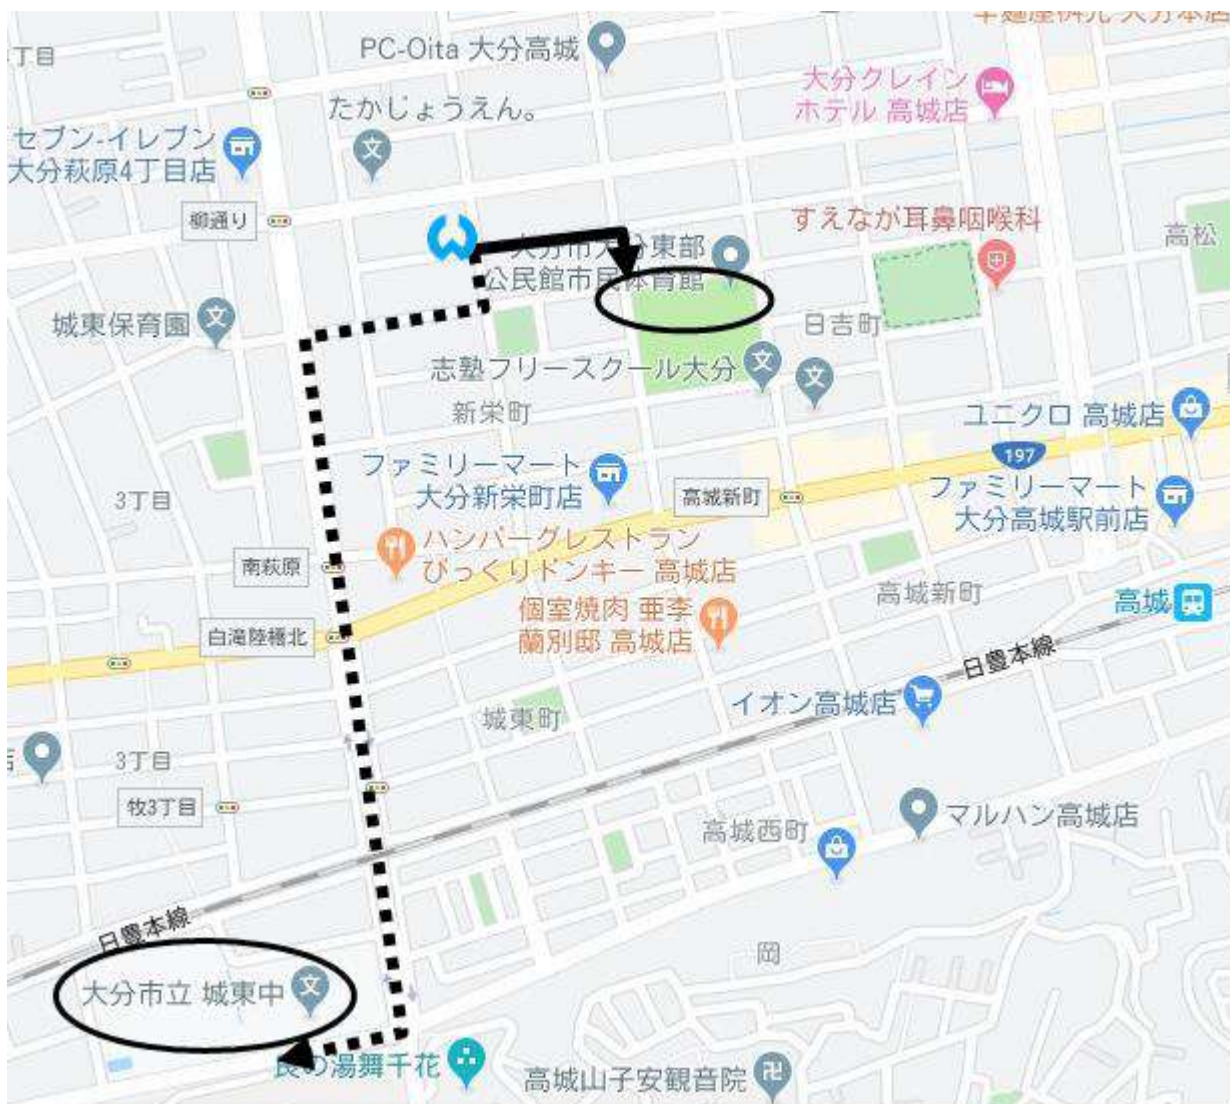 丁目
PC-Oita 大分高城
大分クレイン
ホテル 高城店
たかじょうえん。
セブン-イレブン
大分萩原4丁目店
柳通り
すえなが耳鼻咽喉科
高松
大分市大分東部
公民館市民体育館
城東保育園
日吉町
志塾フリースクール大分
新栄町
ユニクロ 高城店
197
ファミリーマート
大分新栄町店
高城新町
ファミリーマート
大分高城駅前店
3丁目
ハンバーグレストラン
びっくりドンキー 高城店
南萩原
高城新町
高城
個室焼肉 亜李
蘭別邸 高城店
白滝陸橋北
日豊本線
イオン高城店
城東町
店
3丁目
牧3丁目
マルハン高城店
高城西町
日豊本線
岡
大分市立 城東中
良の湯舞千花
高城山子安観音院